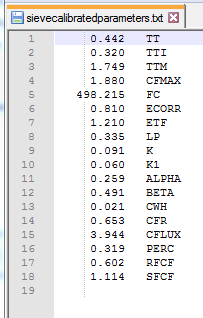 sievecalibratedparameters.txt
1 0.442 TT
2 0.320 TTI
3 1.749 TTM
4 1.880 CFMAX
5 498.215 FC
6 0.810 ECORR
7 1.210 ETF
8 0.335 LP
9 0.091 K
10 0.060 K1
11 0.259 ALPHA
12 0.491 BETA
13 0.021 CWH
14 0.653 CFR
15 3.944 CFLUX
16 0.319 PERC
17 0.602 RFCF
18 1.114 SFCF
19